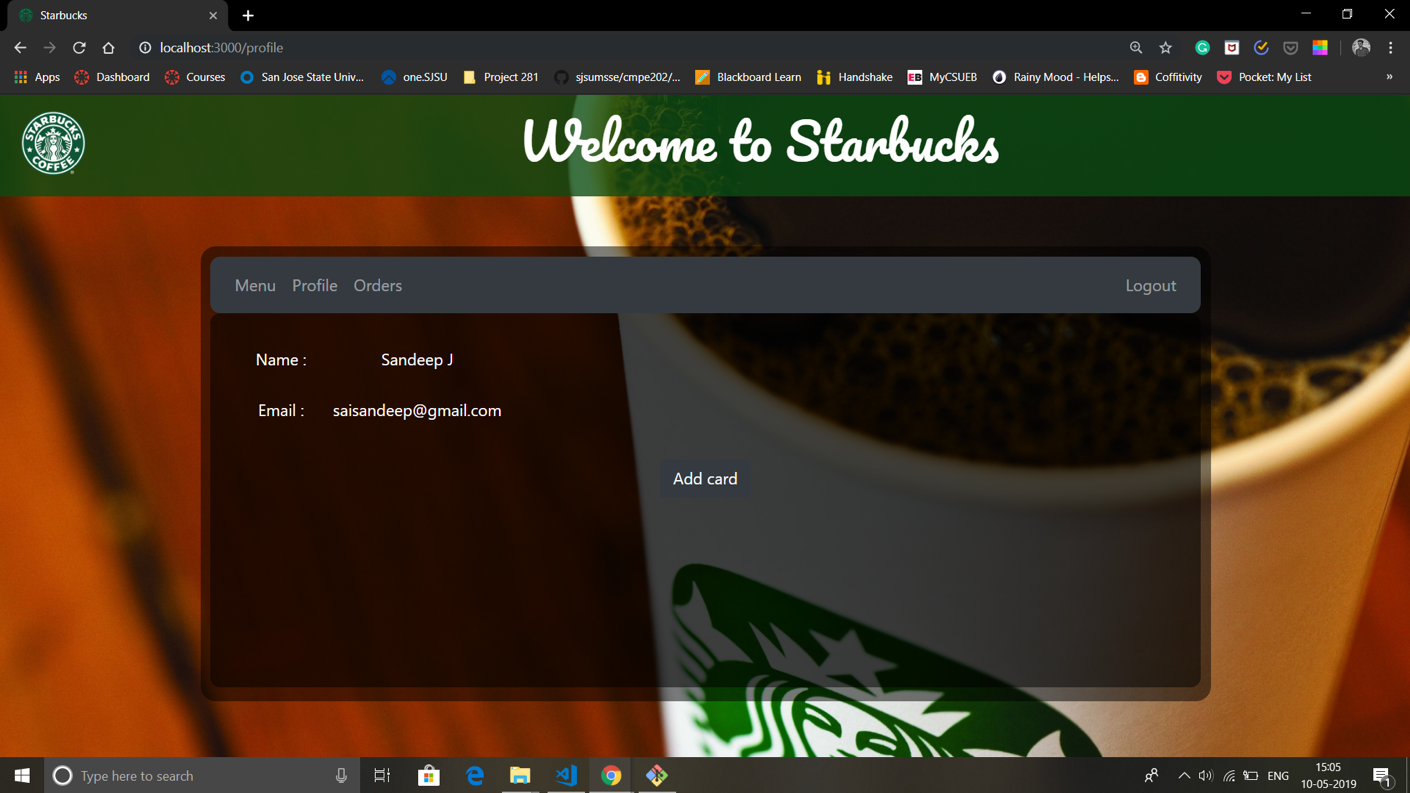 Starbucks
localhost:3000/profile
Apps Dashboard Courses San Jose State Univ... one.SJSU Project 281 sjsumsse/cmpe202/... Blackboard Learn EB MyCSUEB Handshake Rainy Mood - Helps... Coffitivity Pocket: My List »
STARBUCKS COFFEE
Welcome to Starbucks
Menu Profile Orders Logout
Name : Sandeep J
Email : saisandeep@gmail.com
Add card
Type here to search
ENG
15:05
10-05-2019
1